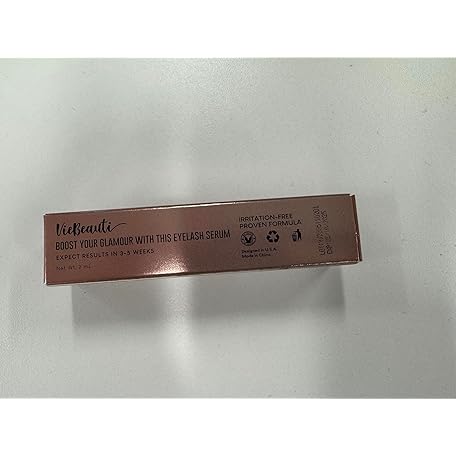 VieBeauti
BOOST YOUR GLAMOUR WITH THIS EYELASH SERUM
EXPECT RESULTS IN 3-5 WEEKS
Net Wt. 2 mL
IRRITATION-FREE
PROVEN FORMULA
Designed in U.S.A.
Made in China